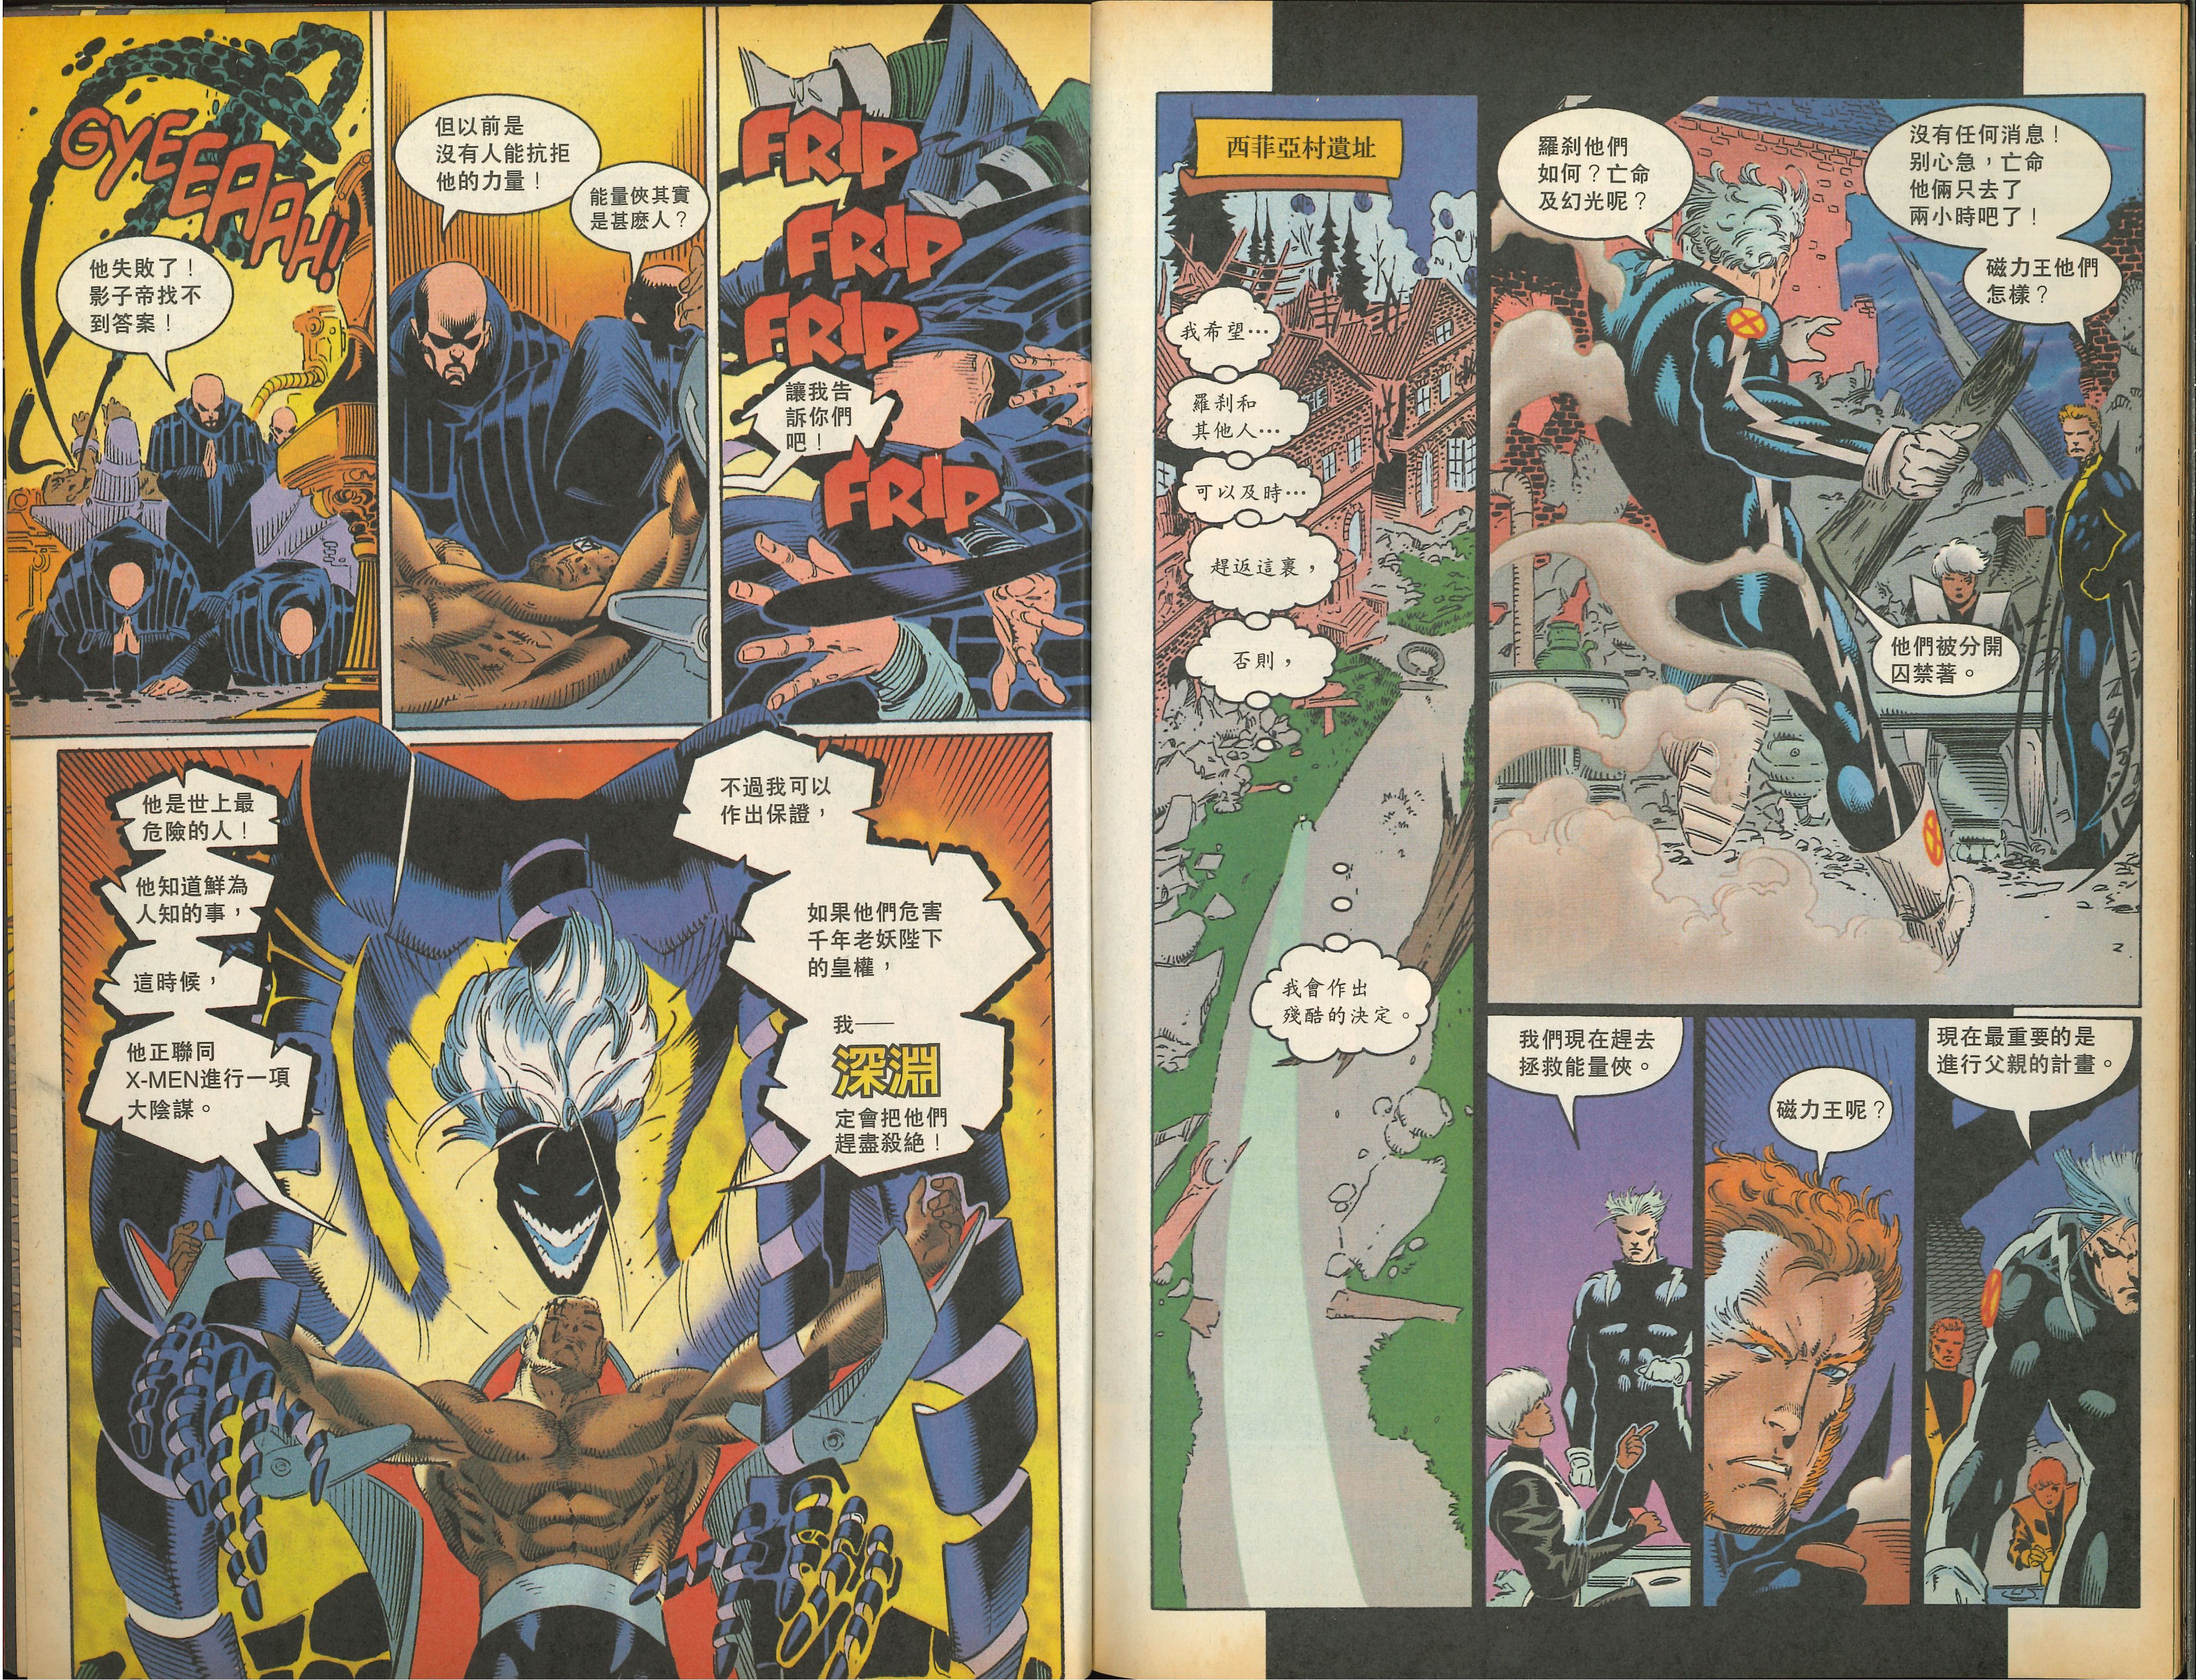 GYEEEAAAH!
他失敗了！
影子帝找不
到答案！
但以前是
沒有人能抗拒
他的力量！
能量俠其實
是甚麽人？
FRIP
FRIP
FRIP
讓我告
訴你們
吧！
FRIP
他是世上最
危險的人！
他知道鮮為
人知的事，
這時候，
他正聯同
X-MEN進行一項
大陰謀。
不過我可以
作出保證，
如果他們危害
千年老妖陛下
的皇權，
我——
深淵
定會把他們
趕盡殺絕！
西菲亞村遺址
我希望…
羅剎和
其他人…
可以及時…
趕返這裏，
否則，
我會作出
殘酷的決定。
羅剎他們
如何？亡命
及幻光呢？
沒有任何消息！
別心急，亡命
他倆只去了
兩小時吧了！
磁力王他們
怎樣？
他們被分開
囚禁著。
我們現在趕去
拯救能量俠。
磁力王呢？
現在最重要的是
進行父親的計畫。